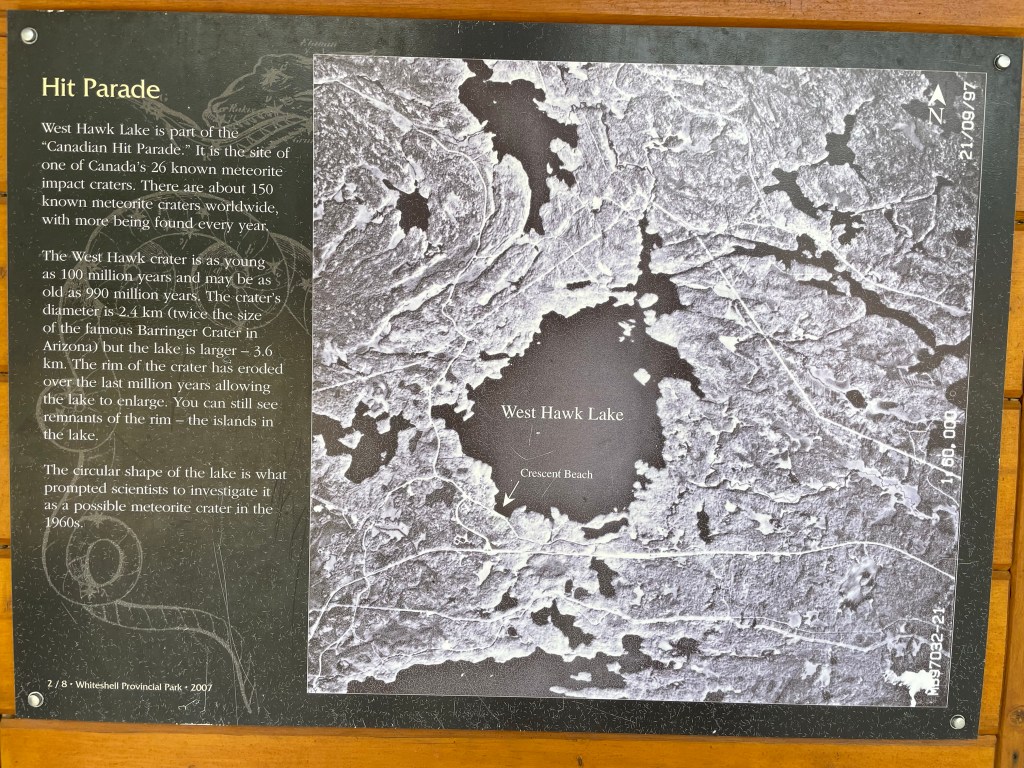 Hit Parade
West Hawk Lake is part of the
“Canadian Hit Parade.” It is the site of
one of Canada's 26 known meteorite
impact craters. There are about 150
known meteorite craters worldwide,
with more being found every year.
The West Hawk crater is as young
as 100 million years and may be as
old as 990 million years. The crater's
diameter is 2.4 km (twice the size
of the famous Barringer Crater in
Arizona) but the lake is larger – 3.6
km. The rim of the crater has eroded
over the last million years allowing
the lake to enlarge. You can still see
remnants of the rim – the islands in
the lake.
The circular shape of the lake is what
prompted scientists to investigate it
as a possible meteorite crater in the
1960s.
2 / 8 • Whiteshell Provincial Park • 2007
West Hawk Lake
Crescent Beach
N
21/09/97
1:60,000